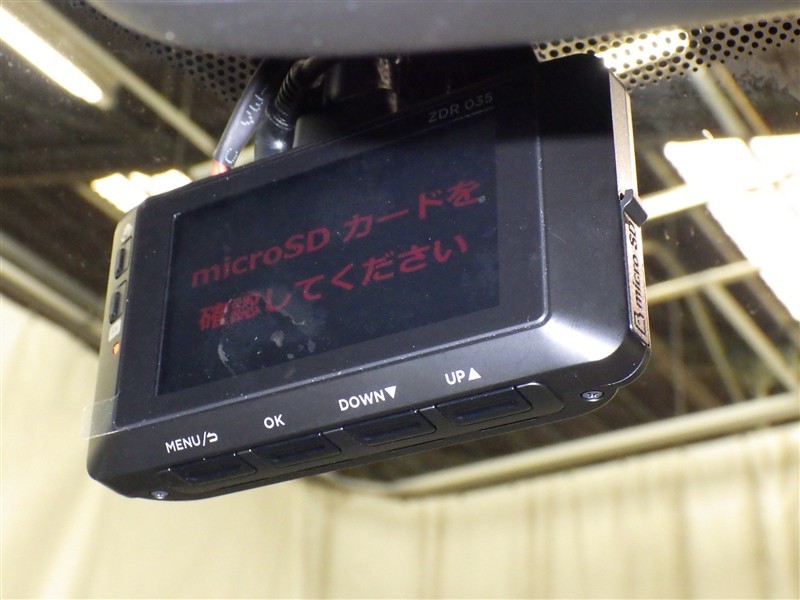 ZDR 035
microSD カードを
確認してください
micro SD
MENU/⮌
OK
DOWN▼
UP▲